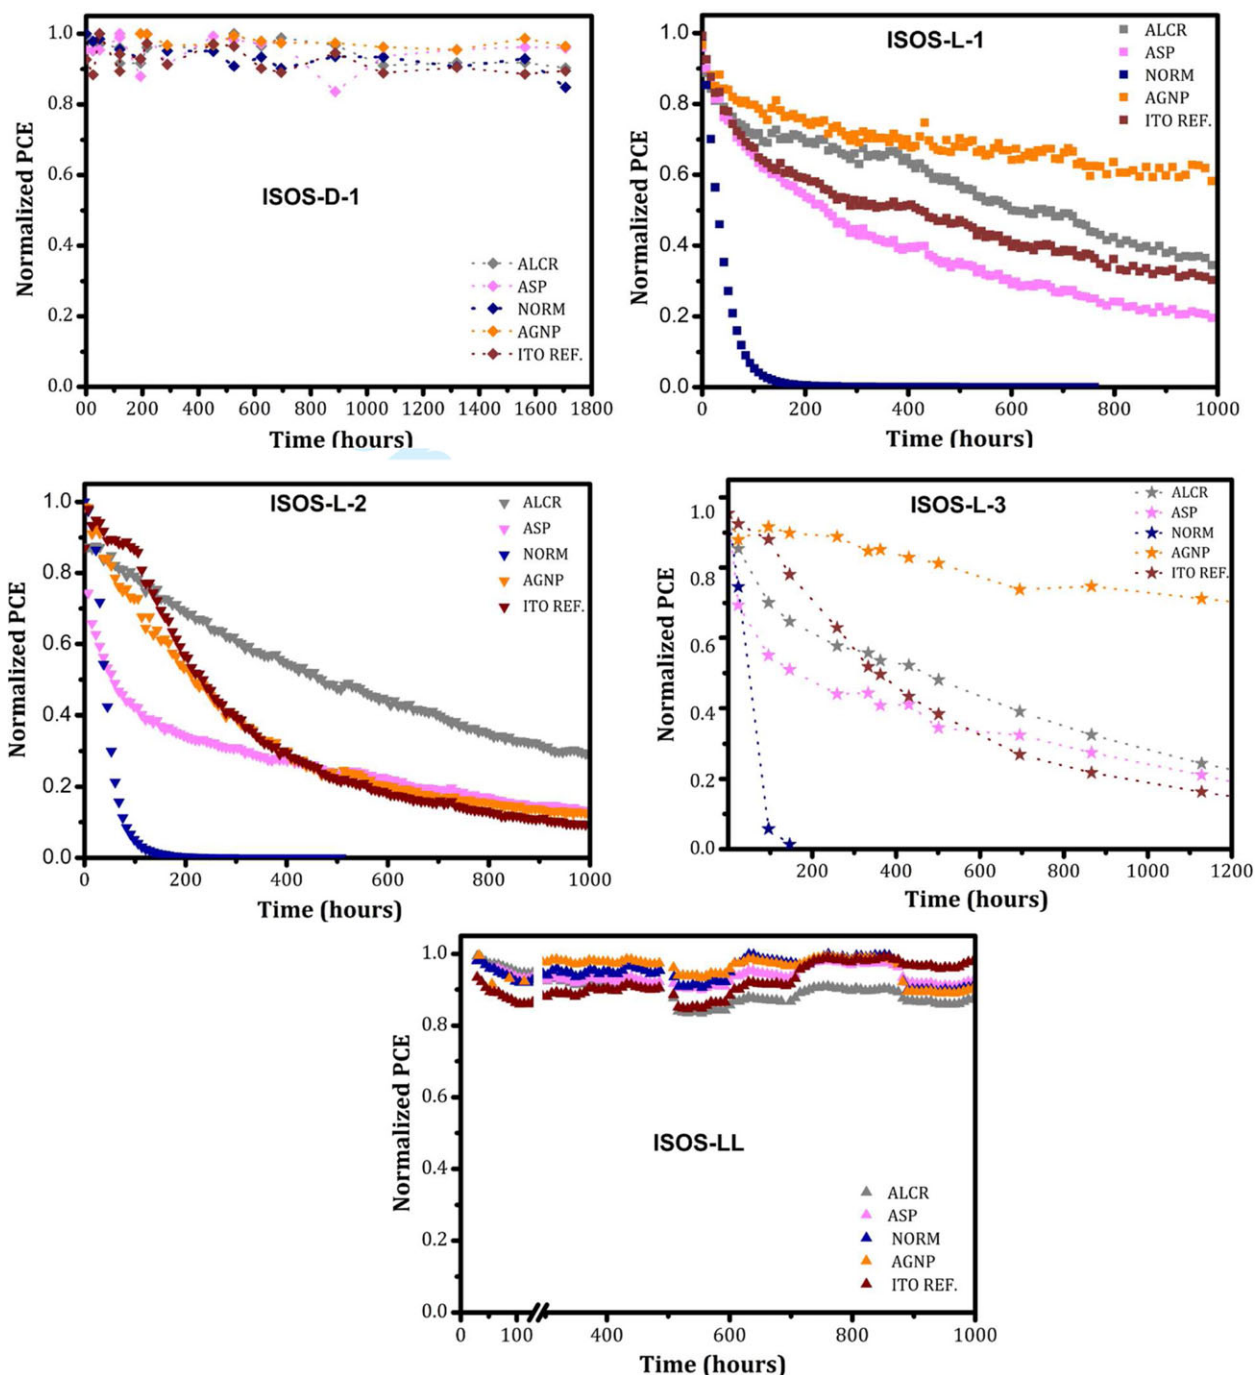 1.0
0.8
0.6
0.4
0.2
0.0
Normalized PCE
ISOS-D-1
ALCR
ASP
NORM
AGNP
ITO REF.
00 200 400 600 800 1000 1200 1400 1600 1800
Time (hours)
1.0
0.8
0.6
0.4
0.2
0.0
Normalized PCE
ISOS-L-1
ALCR
ASP
NORM
AGNP
ITO REF.
0 200 400 600 800 1000
Time (hours)
1.0
0.8
0.6
0.4
0.2
0.0
Normalized PCE
ISOS-L-2
ALCR
ASP
NORM
AGNP
ITO REF.
0 200 400 600 800 1000
Time (hours)
1.0
0.8
0.6
0.4
0.2
0.0
Normalized PCE
ISOS-L-3
ALCR
ASP
NORM
AGNP
ITO REF.
200 400 600 800 1000 1200
Time (hours)
1.0
0.8
0.6
0.4
0.2
0.0
Normalized PCE
ISOS-LL
ALCR
ASP
NORM
AGNP
ITO REF.
0 100 400 600 800 1000
Time (hours)